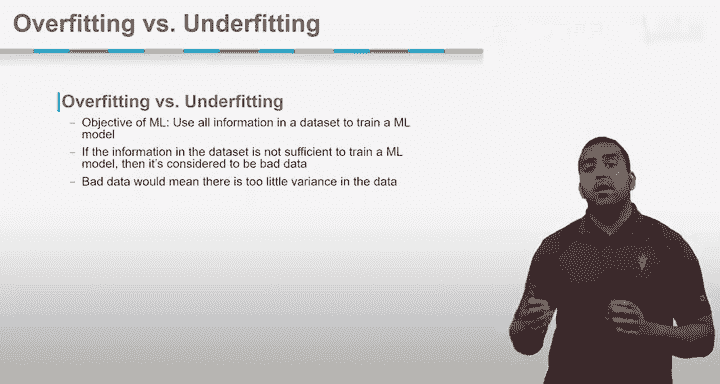 Overfitting vs. Underfitting
Overfitting vs. Underfitting
– Objective of ML: Use all information in a dataset to train a ML
model
– If the information in the dataset is not sufficient to train a ML
model, then it's considered to be bad data
– Bad data would mean there is too little variance in the data